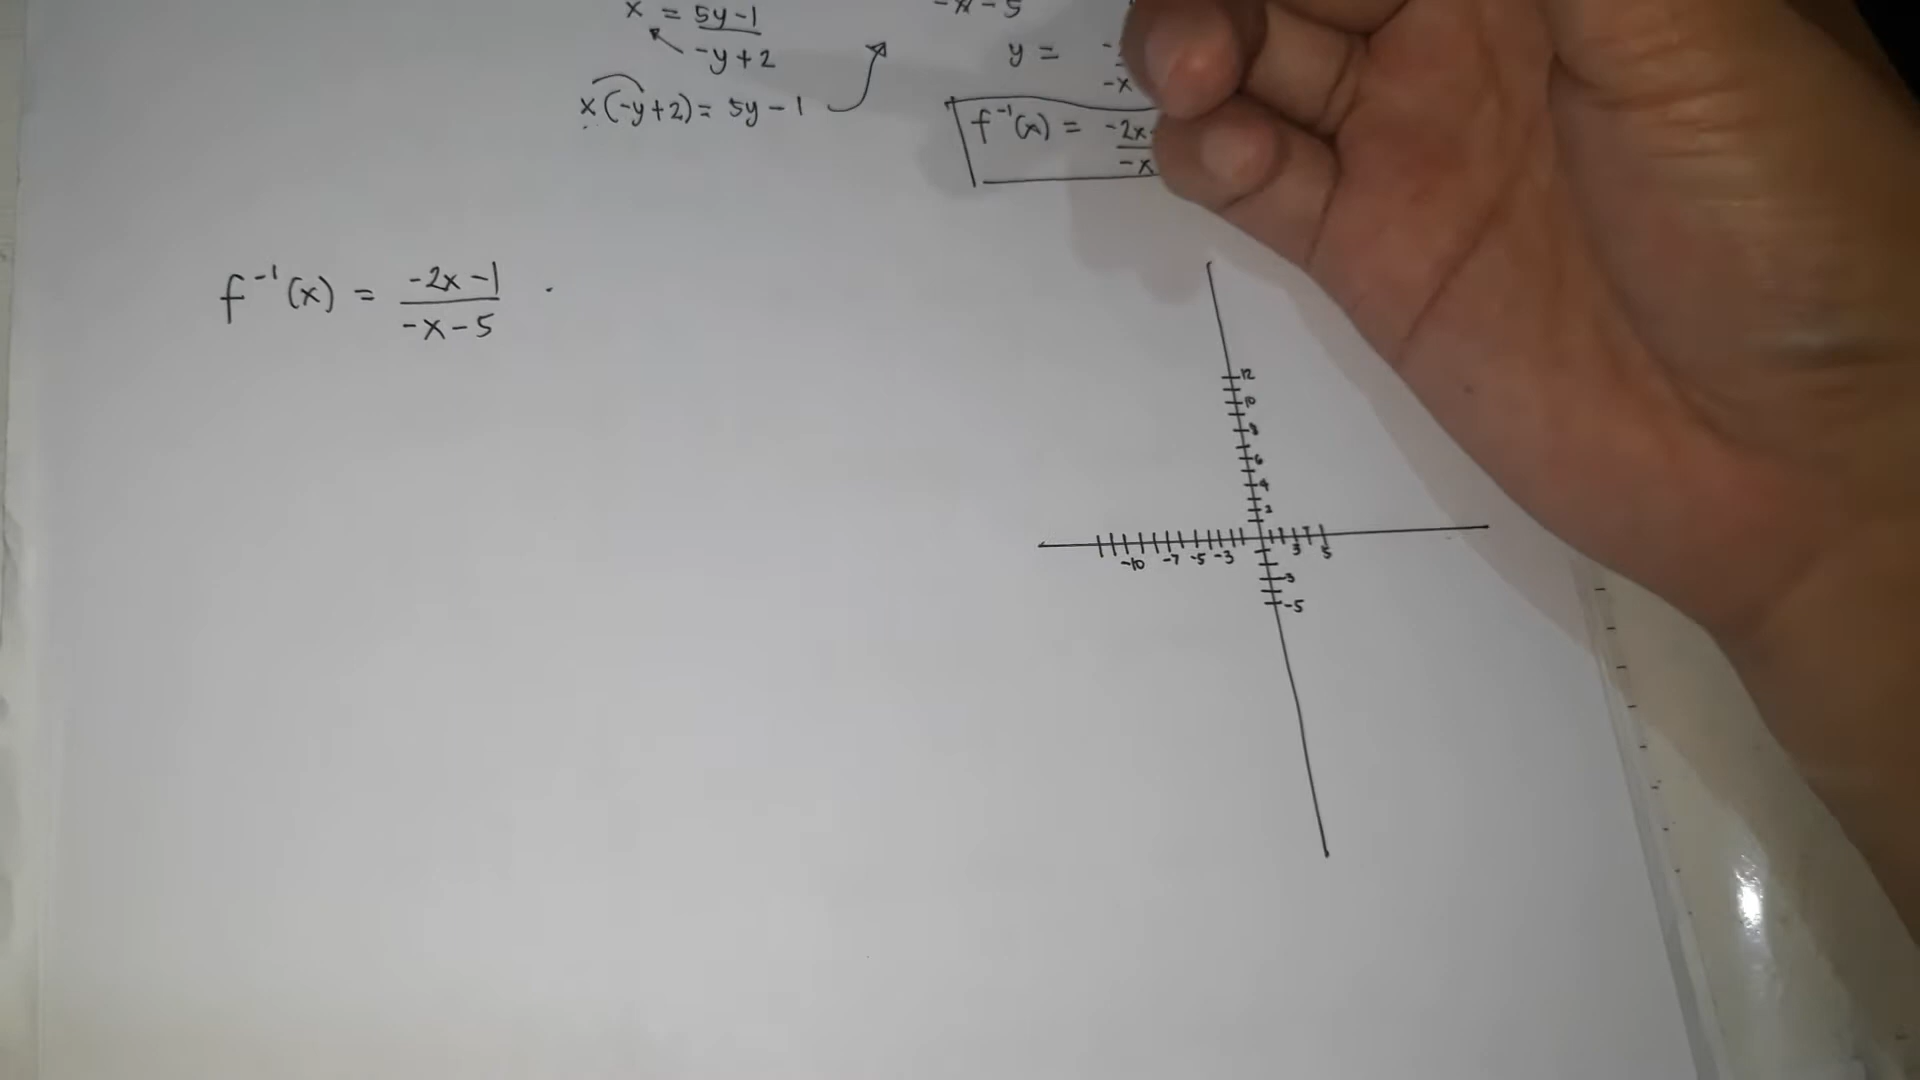 x = 5y-1
-y+2
x(-y+2) = 5y-1
-x-5
y = -
-x
f⁻¹(x) = -2x-
-x
f⁻¹(x) = -2x-1
-x-5
12
10
8
6
4
2
-10 -7 -5 -3 3 5
-3
-5